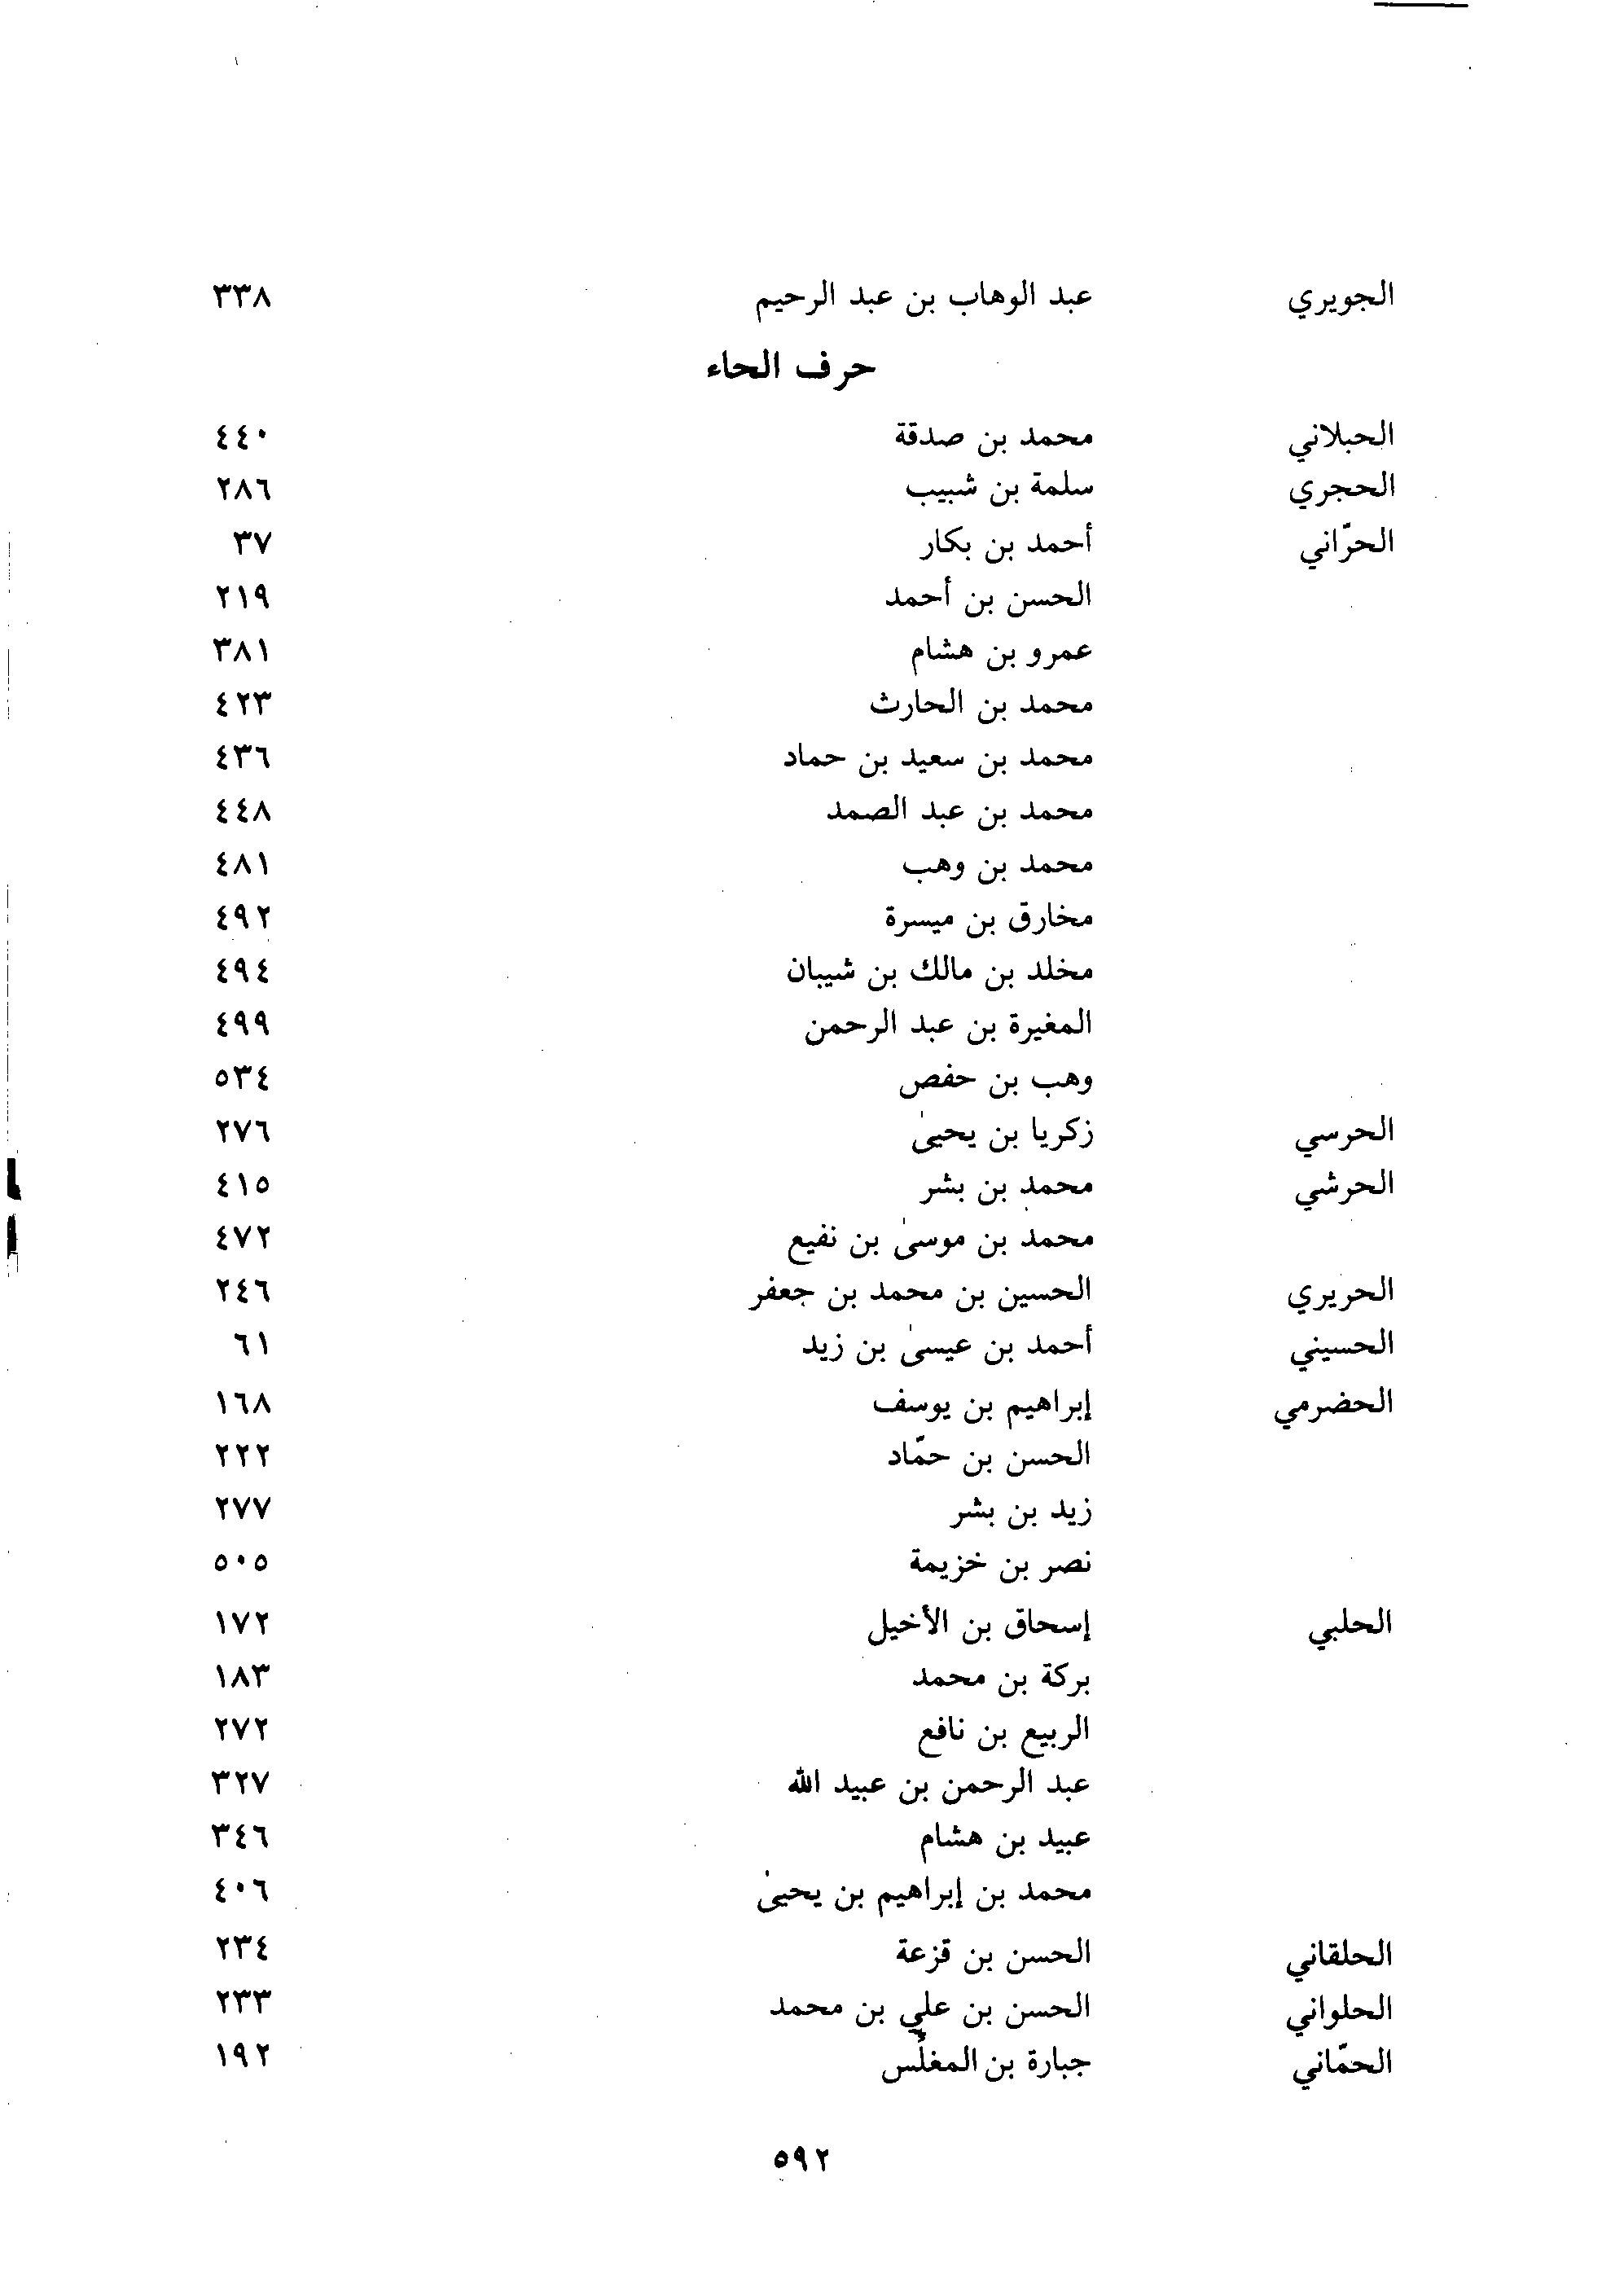 الجويري عبد الوهاب بن عبد الرحيم ٣٣٨
حرف الحاء
الحبلاني محمد بن صدقة ٤٤٠
الحجري سلمة بن شبيب ٢٨٦
الحرّاني أحمد بن بكار ٣٧
الحسن بن أحمد ٢١٩
عمرو بن هشام ٣٨١
محمد بن الحارث ٤٢٣
محمد بن سعيد بن حماد ٤٣٦
محمد بن عبد الصمد ٤٤٨
محمد بن وهب ٤٨١
مخارق بن ميسرة ٤٩٢
مخلد بن مالك بن شيبان ٤٩٤
المغيرة بن عبد الرحمن ٤٩٩
وهب بن حفص ٥٣٤
الحرسي زكريا بن يحيىٰ ٢٧٦
الحرشي محمد بن بشر ٤١٥
محمد بن موسىٰ بن نفيع ٤٧٢
الحريري الحسين بن محمد بن جعفر ٢٤٦
الحسيني أحمد بن عيسىٰ بن زيد ٦١
الحضرمي إبراهيم بن يوسف ١٦٨
الحسن بن حمّاد ٢٢٢
زيد بن بشر ٢٧٧
نصر بن خزيمة ٥٠٥
الحلبي إسحاق بن الأخيل ١٧٢
بركة بن محمد ١٨٣
الربيع بن نافع ٢٧٢
عبد الرحمن بن عبيد الله ٣٢٧
عبيد بن هشام ٣٤٦
محمد بن إبراهيم بن يحيىٰ ٤٠٦
الحلقاني الحسن بن قزعة ٢٣٤
الحلواني الحسن بن علي بن محمد ٢٣٣
الحمّاني جبارة بن المغلّس ١٩٢
٥٩٢